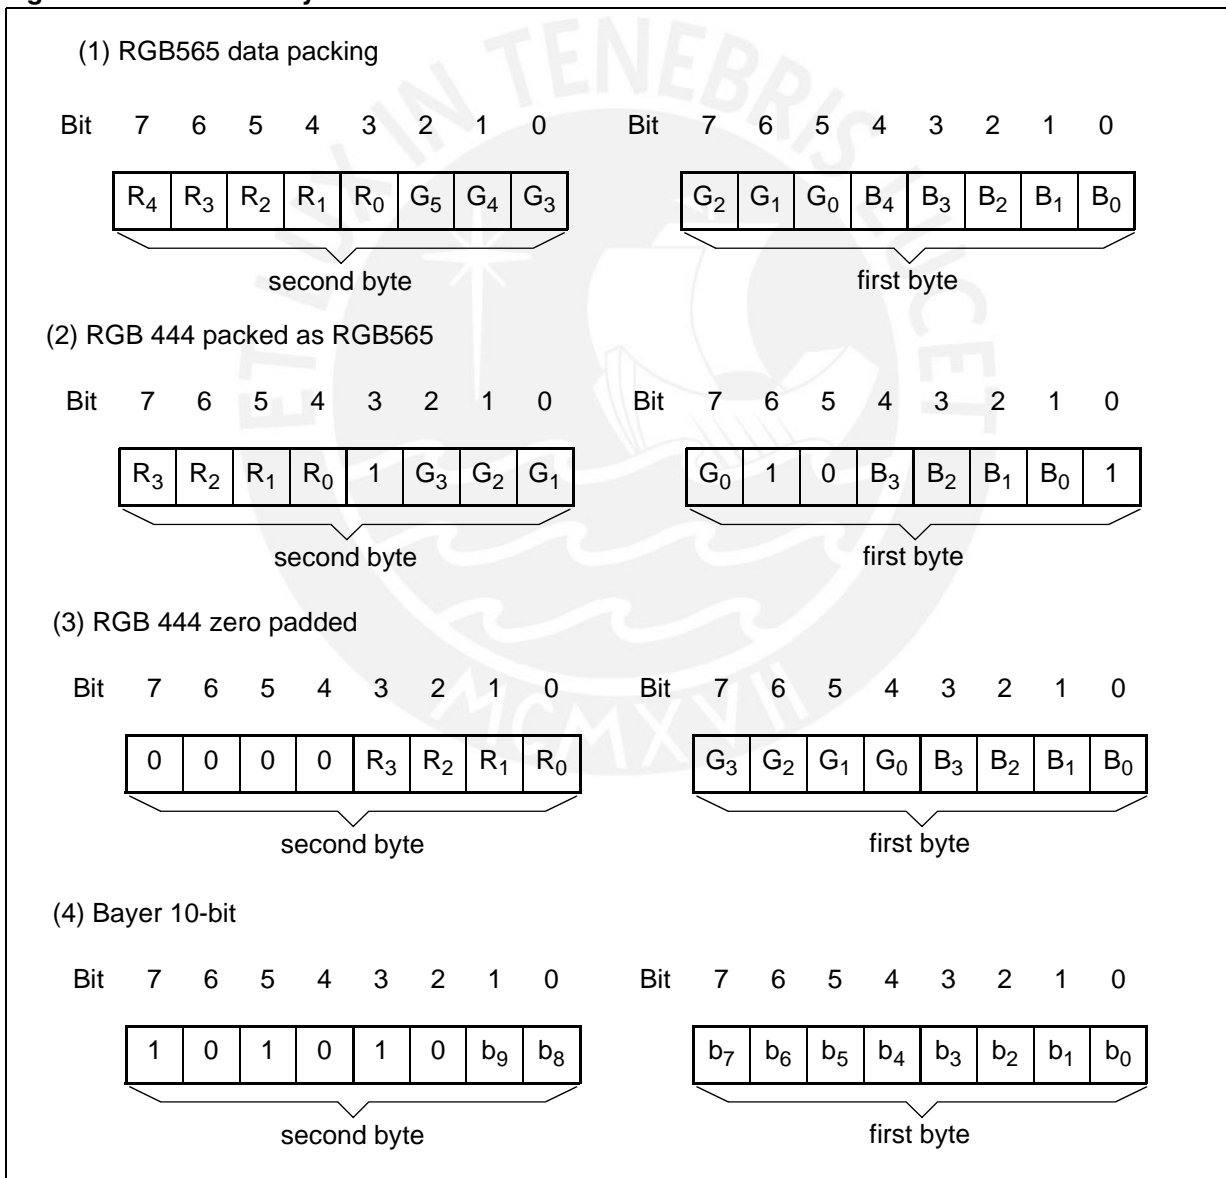 (1) RGB565 data packing
Bit 7 6 5 4 3 2 1 0 Bit 7 6 5 4 3 2 1 0
R4 R3 R2 R1 R0 G5 G4 G3 G2 G1 G0 B4 B3 B2 B1 B0
second byte first byte
(2) RGB 444 packed as RGB565
Bit 7 6 5 4 3 2 1 0 Bit 7 6 5 4 3 2 1 0
R3 R2 R1 R0 1 G3 G2 G1 G0 1 0 B3 B2 B1 B0 1
second byte first byte
(3) RGB 444 zero padded
Bit 7 6 5 4 3 2 1 0 Bit 7 6 5 4 3 2 1 0
0 0 0 0 R3 R2 R1 R0 G3 G2 G1 G0 B3 B2 B1 B0
second byte first byte
(4) Bayer 10-bit
Bit 7 6 5 4 3 2 1 0 Bit 7 6 5 4 3 2 1 0
1 0 1 0 1 0 b9 b8 b7 b6 b5 b4 b3 b2 b1 b0
second byte first byte
ET LUX IN TENEBRIS LUCET
MCMXVII